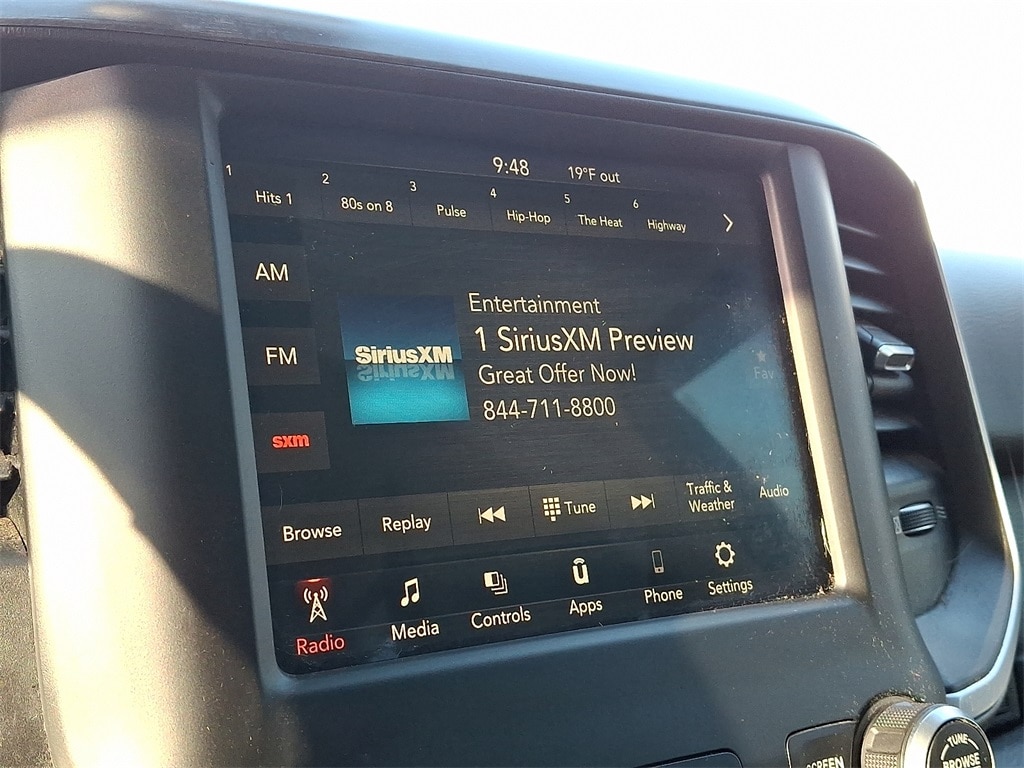 9:48 19°F out
1 Hits 1 2 80s on 8 3 Pulse 4 Hip-Hop 5 The Heat 6 Highway
AM
FM
sxm
SiriusXM
Entertainment
1 SiriusXM Preview
Great Offer Now!
844-711-8800
Fav
Browse Replay Tune Traffic & Weather Audio
Radio Media Controls Apps Phone Settings
SCREEN
TUNE
BROWSE